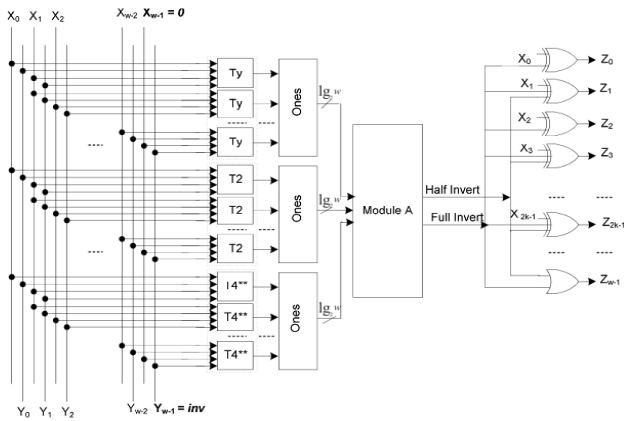 X0 X1 X2 Xw-2 Xw-1 = 0
Ty
Ty
Ty
Ones
lg w
T2
T2
T2
Ones
lg w
T4**
T4**
T4**
Ones
lg w
Module A
Half Invert
Full Invert
X0 Z0
X1 Z1
X2 Z2
X3 Z3
X2k-1 Z2k-1
Zw-1
Y0 Y1 Y2 Yw-2 Yw-1 = inv